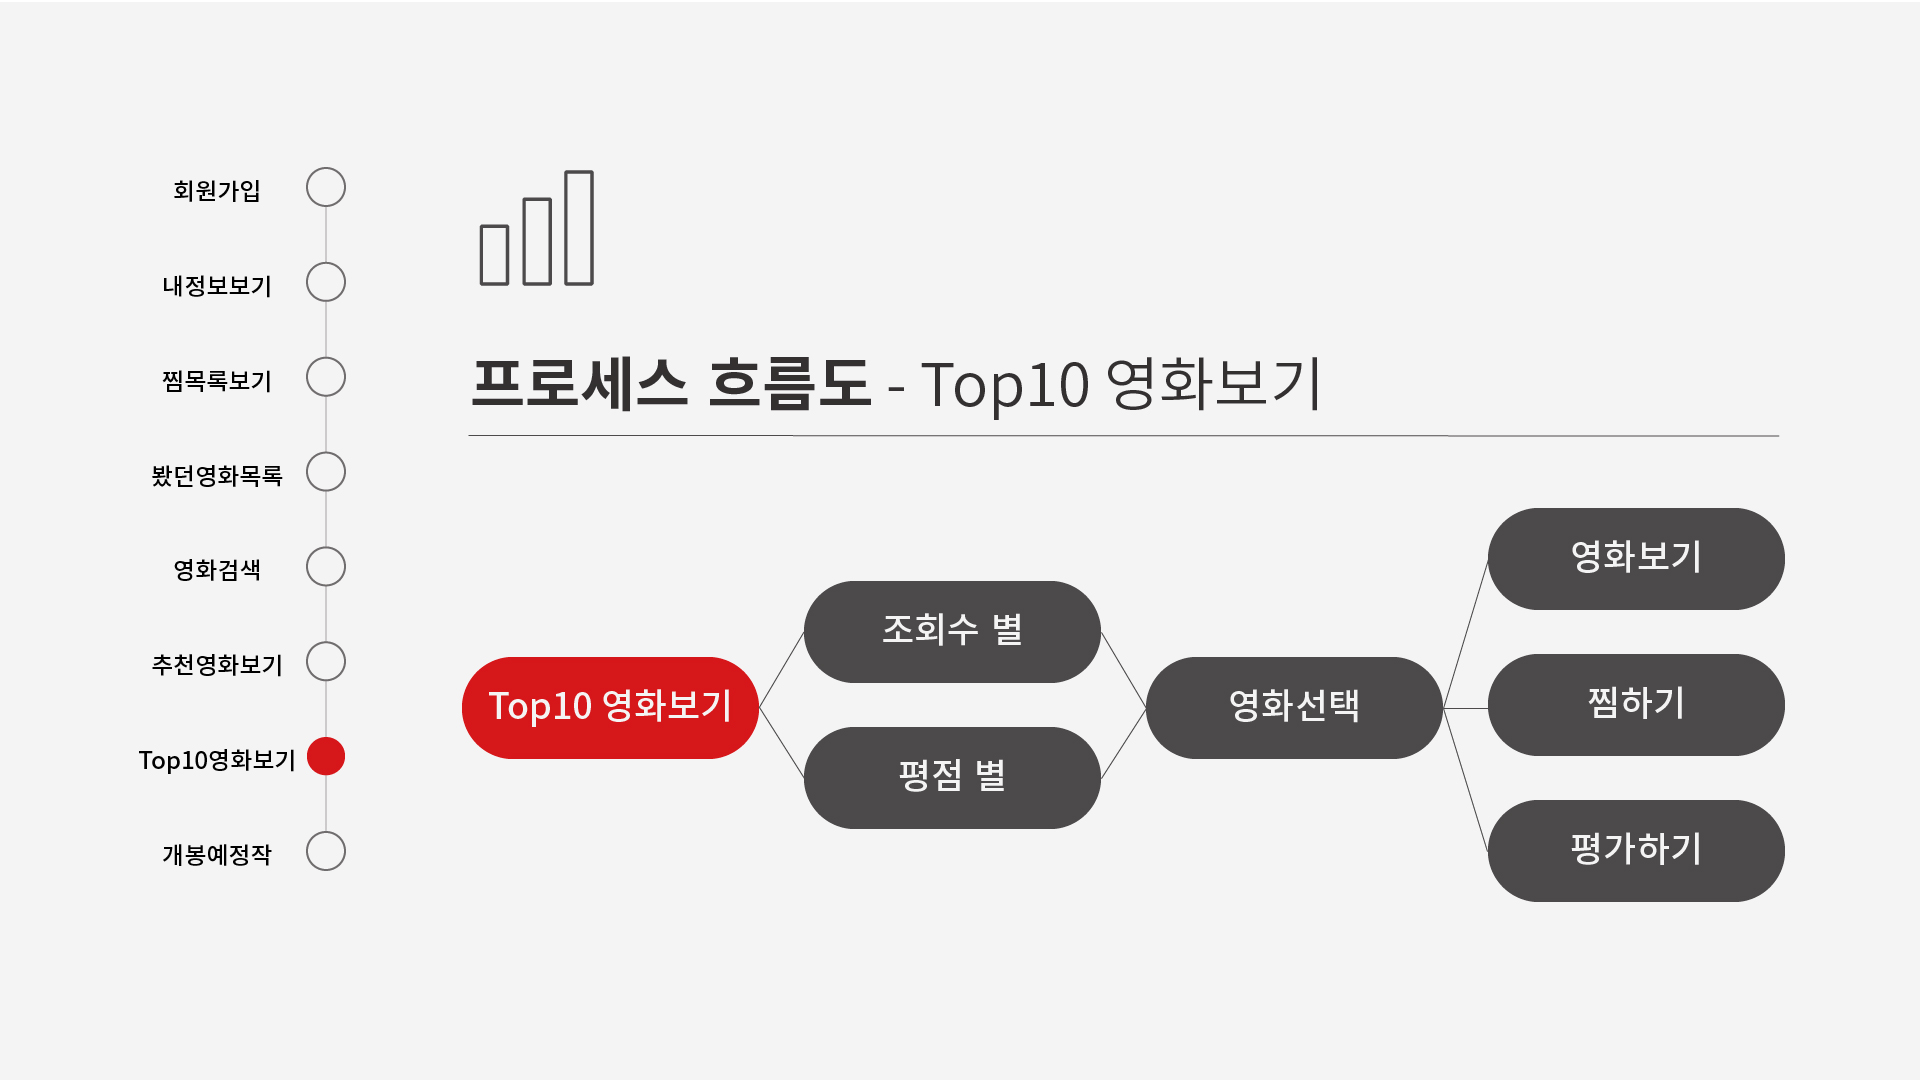 회원가입
내정보보기
찜목록보기
봤던영화목록
영화검색
추천영화보기
Top10영화보기
개봉예정작
프로세스 흐름도 - Top10 영화보기
Top10 영화보기
조회수 별
평점 별
영화선택
영화보기
찜하기
평가하기